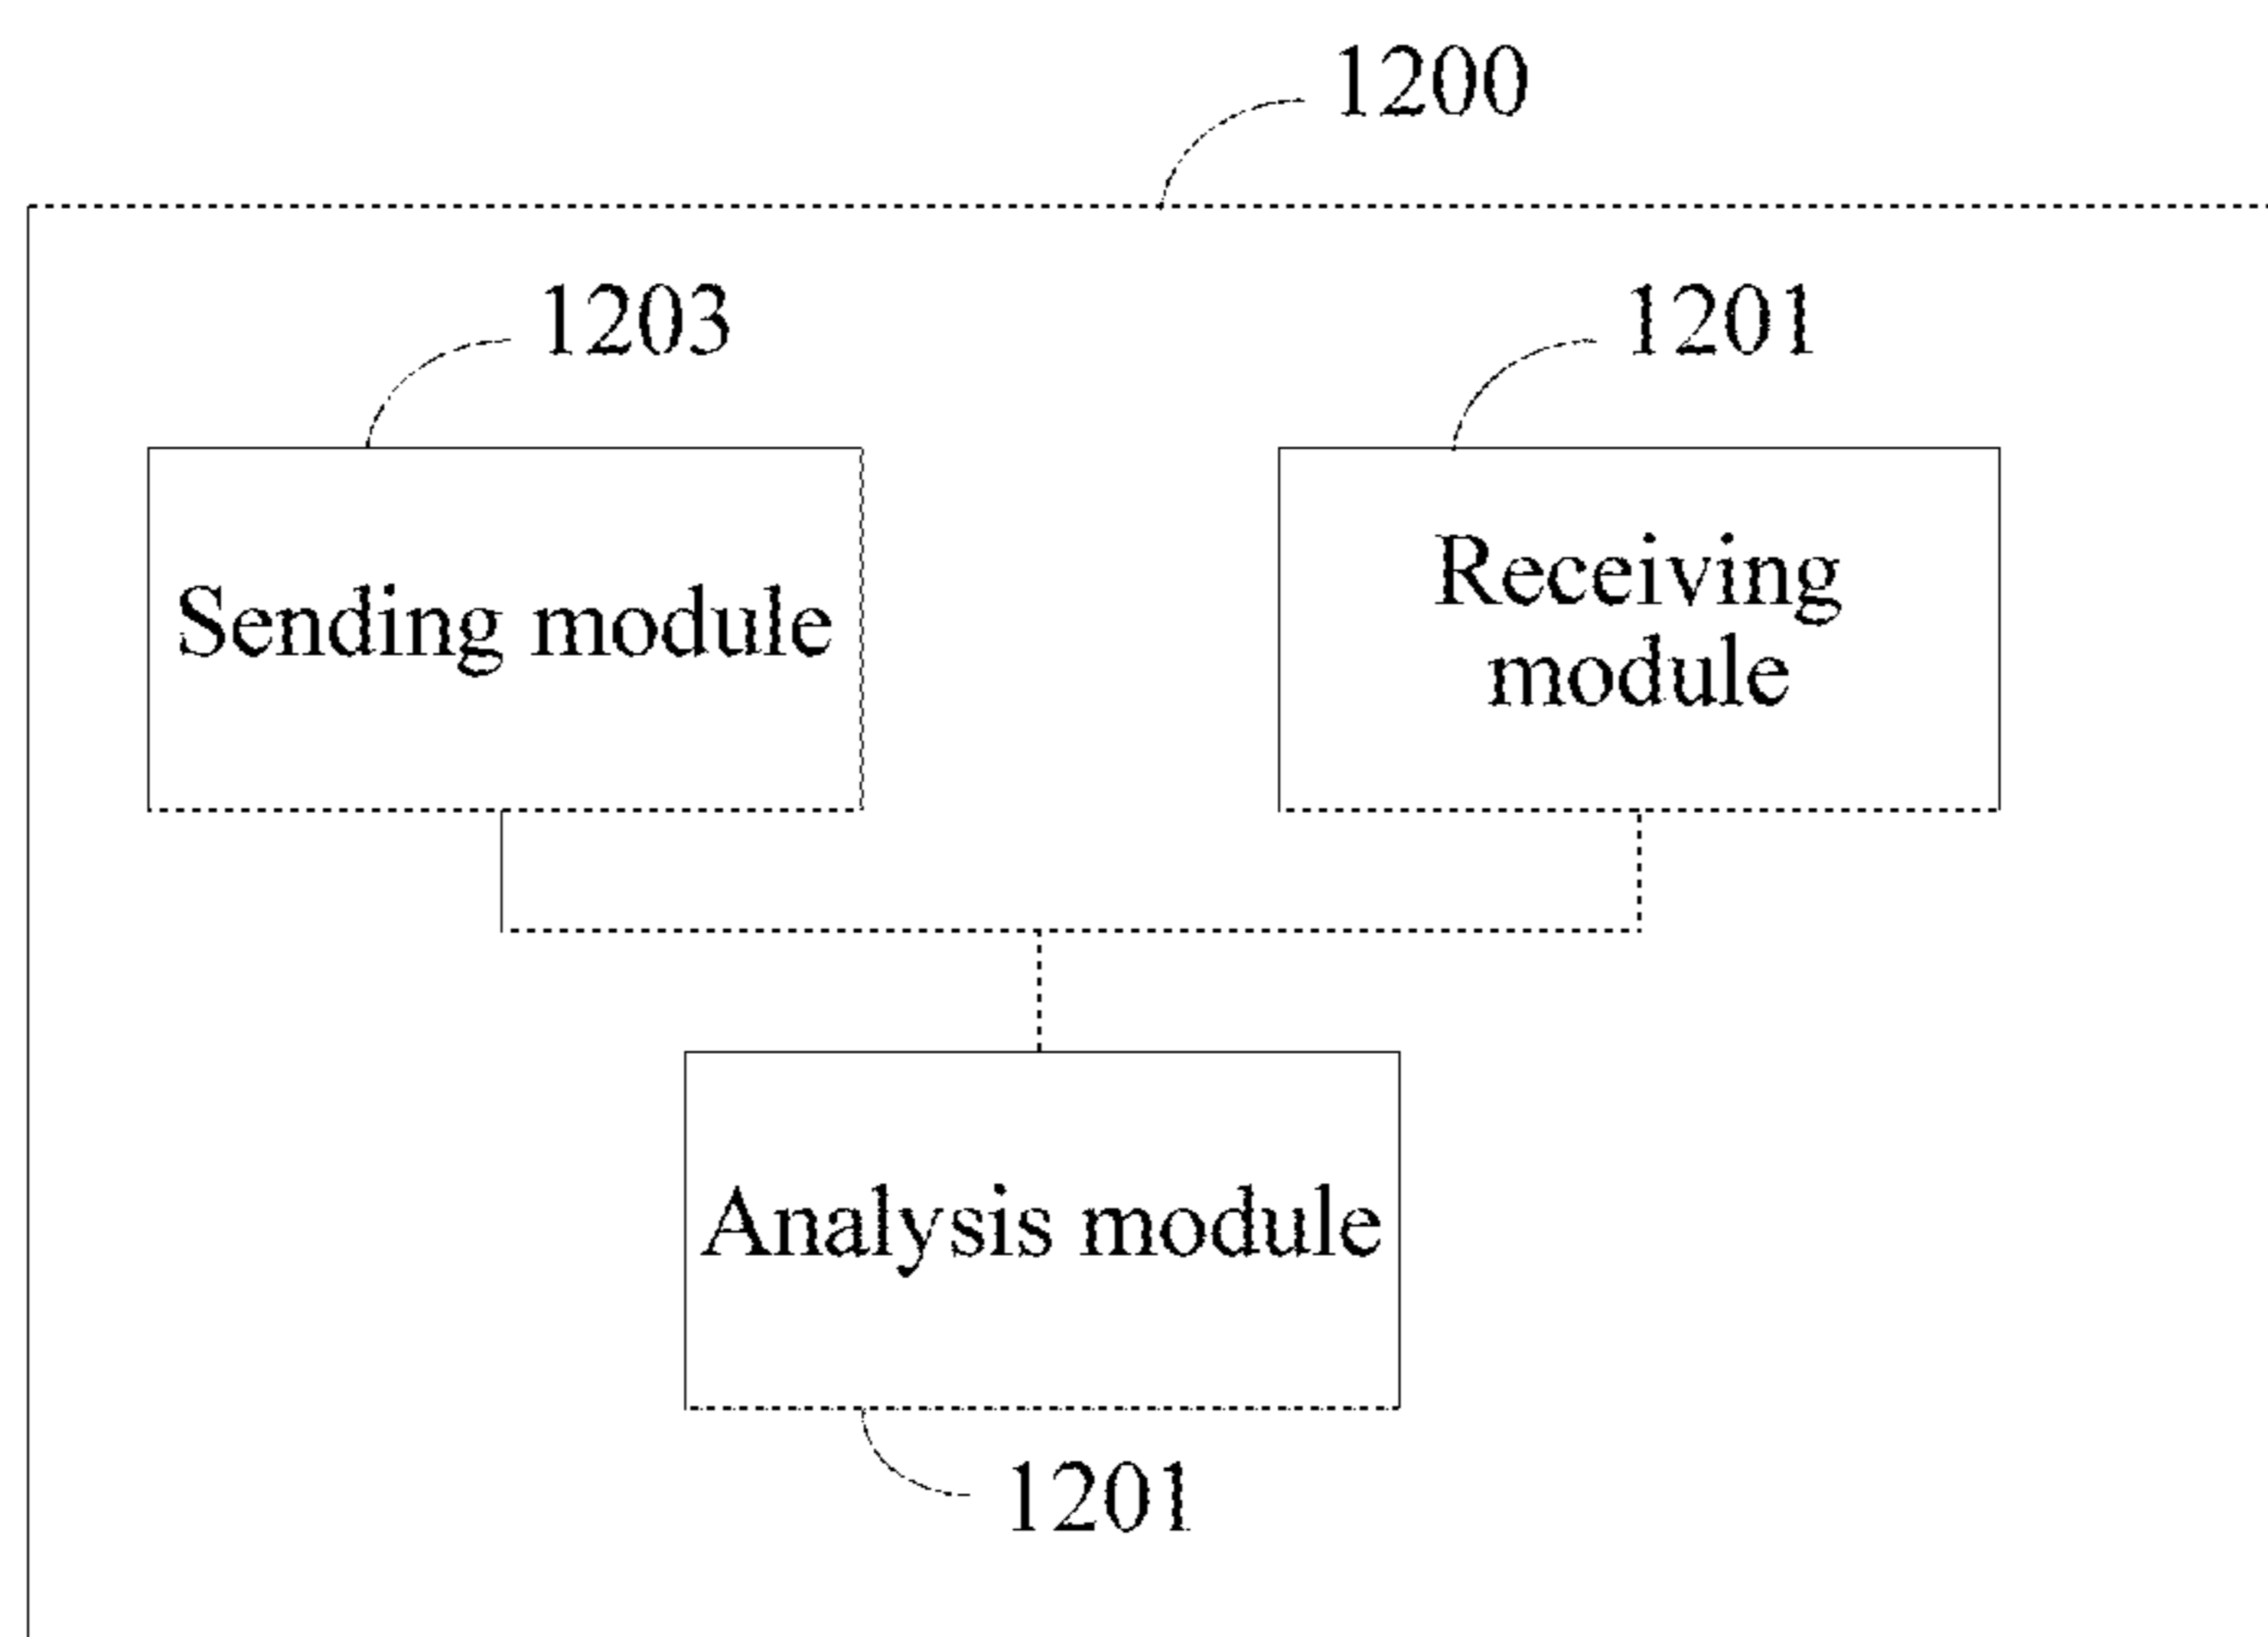 1200
1203
1201
Sending module
Receiving
module
Analysis module
1201